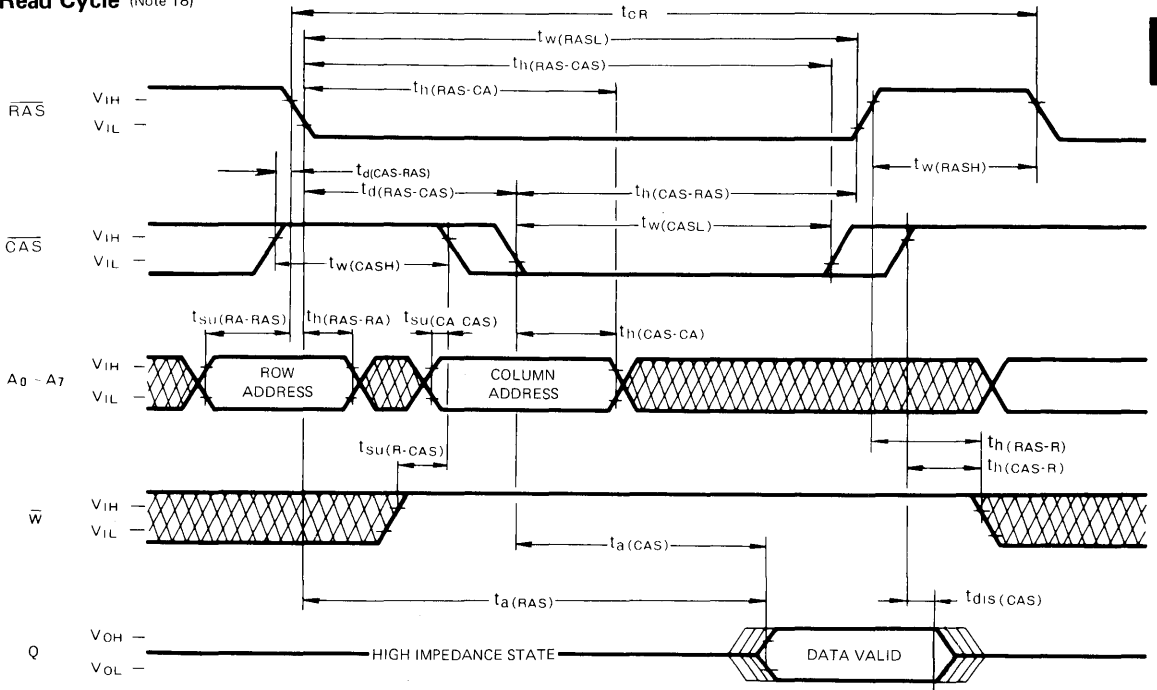 Read Cycle (Note 18)
tCR
tw(RASL)
th(RAS-CAS)
th(RAS-CA)
RAS
VIH
VIL
tw(RASH)
td(CAS-RAS)
td(RAS-CAS)
th(CAS-RAS)
CAS
VIH
VIL
tw(CASL)
tw(CASH)
tsu(RA-RAS)
th(RAS-RA)
tsu(CA CAS)
th(CAS-CA)
A0 - A7
VIH
VIL
ROW
ADDRESS
COLUMN
ADDRESS
tsu(R-CAS)
th(RAS-R)
th(CAS-R)
W
VIH
VIL
ta(CAS)
ta(RAS)
tdis(CAS)
Q
VOH
VOL
HIGH IMPEDANCE STATE
DATA VALID